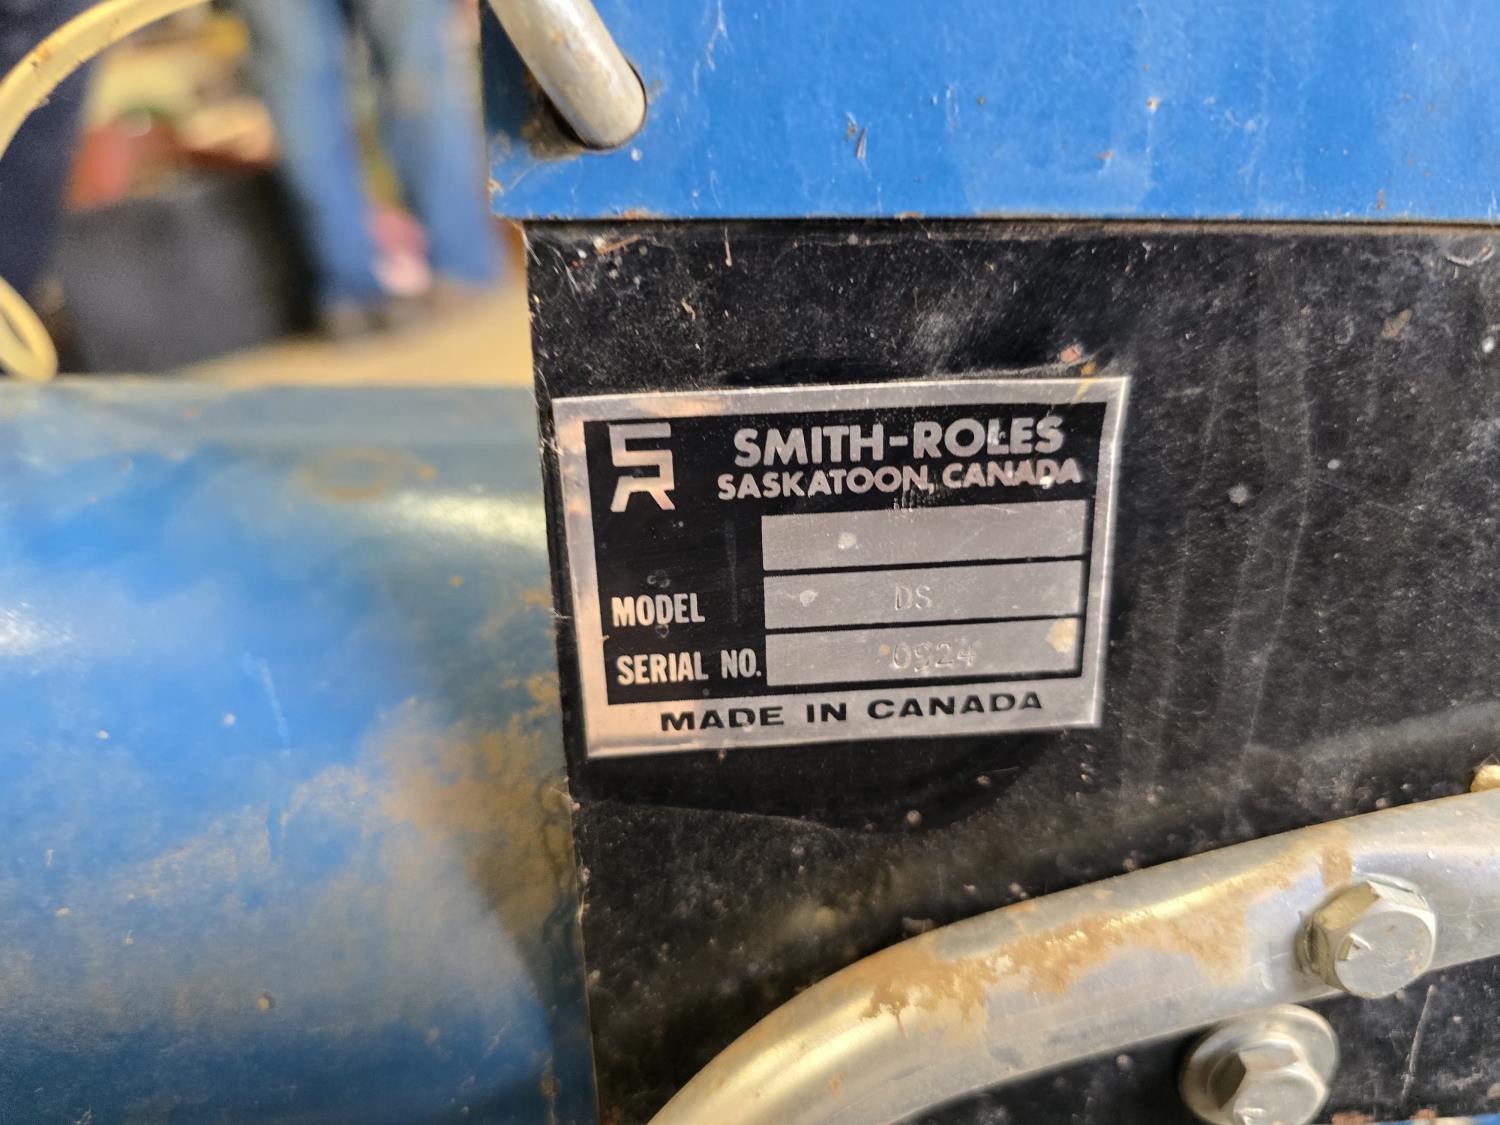 SR
SMITH-ROLES
SASKATOON, CANADA
MODEL DS
SERIAL NO. 0924
MADE IN CANADA